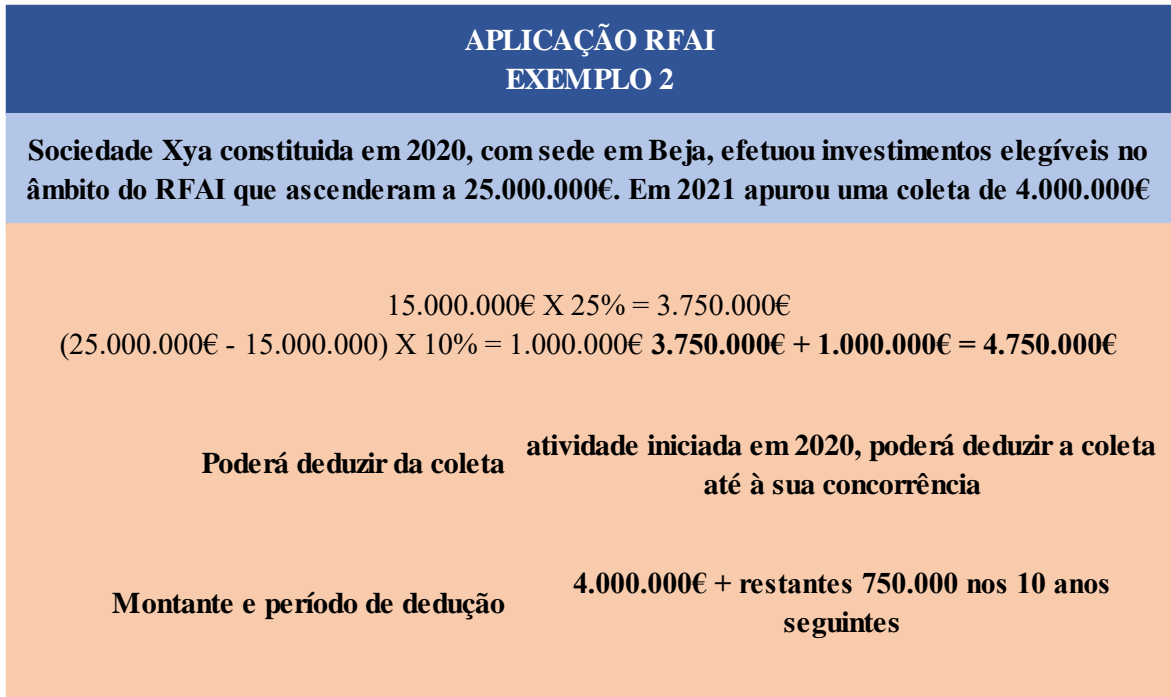 APLICAÇÃO RFAI
EXEMPLO 2
Sociedade Xya constituida em 2020, com sede em Beja, efetuou investimentos elegíveis no
âmbito do RFAI que ascenderam a 25.000.000€. Em 2021 apurou uma coleta de 4.000.000€
15.000.000€ X 25% = 3.750.000€
(25.000.000€ - 15.000.000) X 10% = 1.000.000€ 3.750.000€ + 1.000.000€ = 4.750.000€
Poderá deduzir da coleta
atividade iniciada em 2020, poderá deduzir a coleta
até à sua concorrência
Montante e período de dedução
4.000.000€ + restantes 750.000 nos 10 anos
seguintes